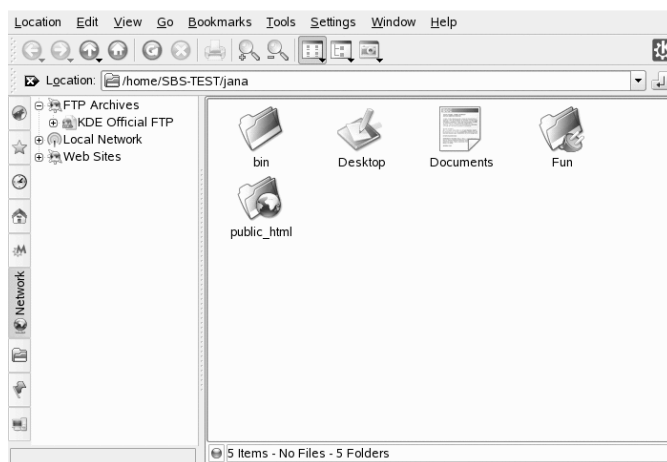 Location Edit View Go Bookmarks Tools Settings Window Help
Location: /home/SBS-TEST/jana
FTP Archives
KDE Official FTP
Local Network
Web Sites
Network
bin Desktop Documents Fun
public_html
5 Items - No Files - 5 Folders